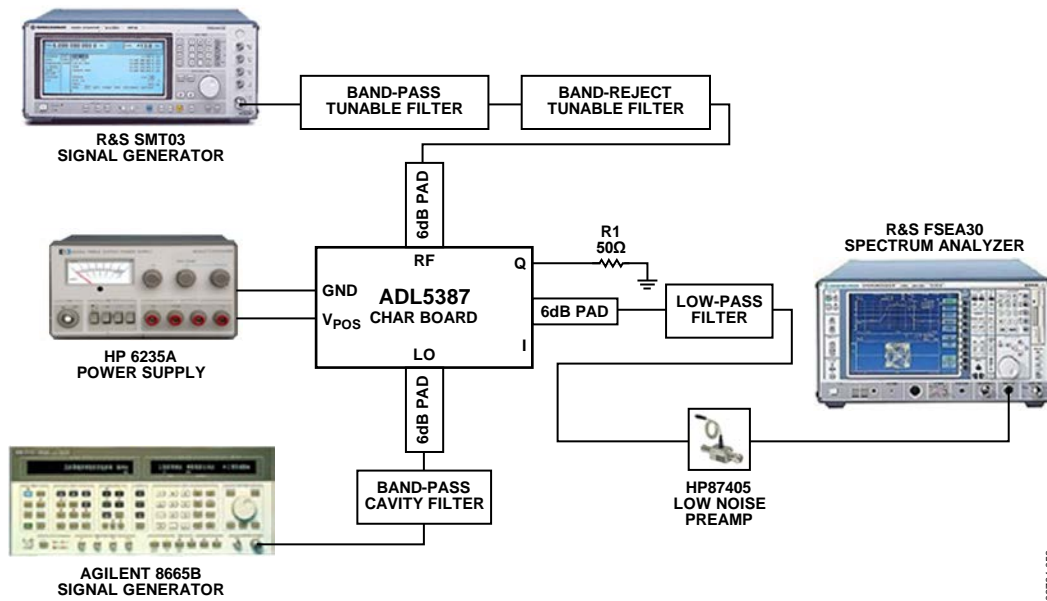 BAND-PASS
TUNABLE FILTER
BAND-REJECT
TUNABLE FILTER
R&S SMT03
SIGNAL GENERATOR
6dB PAD
R1
50Ω
R&S FSEA30
SPECTRUM ANALYZER
RF
Q
GND
ADL5387
CHAR BOARD
6dB PAD
LOW-PASS
FILTER
VPOS
I
LO
HP 6235A
POWER SUPPLY
6dB PAD
BAND-PASS
CAVITY FILTER
HP87405
LOW NOISE
PREAMP
AGILENT 8665B
SIGNAL GENERATOR